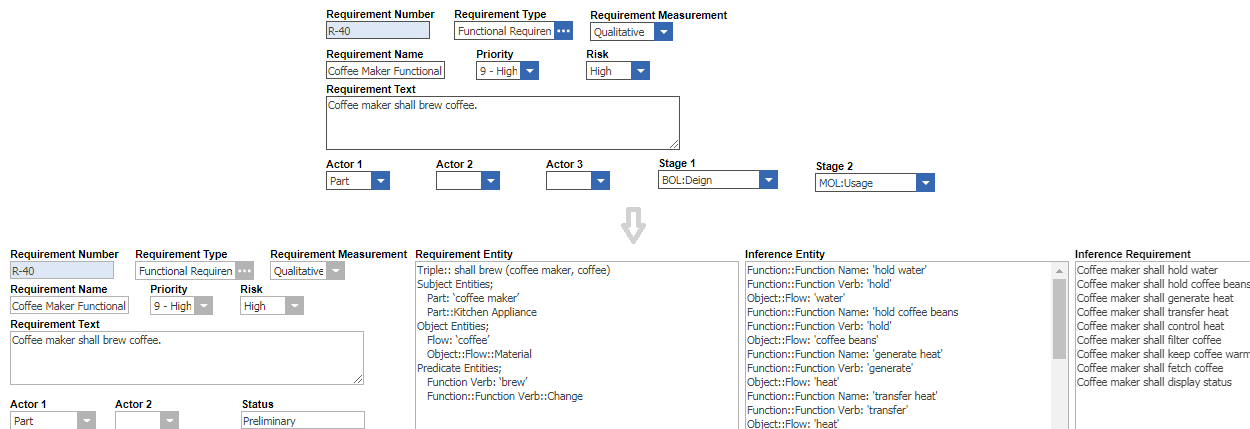 Requirement Number Requirement Type Requirement Measurement
R-40 Functional Requiren Qualitative
Requirement Name Priority Risk
Coffee Maker Functional 9 - High High
Requirement Text
Coffee maker shall brew coffee.
Actor 1 Actor 2 Actor 3 Stage 1 Stage 2
Part BOL:Deign MOL:Usage
Requirement Number Requirement Type Requirement Measurement
R-40 Functional Requiren Qualitative
Requirement Name Priority Risk
Coffee Maker Functional 9 - High High
Requirement Text
Coffee maker shall brew coffee.
Actor 1 Actor 2 Status
Part Preliminary
Requirement Entity
Triple:: shall brew (coffee maker, coffee)
Subject Entities;
Part: ‘coffee maker’
Part::Kitchen Appliance
Object Entities;
Flow: ‘coffee’
Object::Flow::Material
Predicate Entities;
Function Verb: ‘brew’
Function::Function Verb::Change
Inference Entity
Function::Function Name: 'hold water'
Function::Function Verb: 'hold'
Object::Flow: 'water'
Function::Function Name: 'hold coffee beans
Function::Function Verb: 'hold'
Object::Flow: 'coffee beans'
Function::Function Name: 'generate heat'
Function::Function Verb: 'generate'
Object::Flow: 'heat'
Function::Function Name: 'transfer heat'
Function::Function Verb: 'transfer'
Object::Flow: 'heat'
Inference Requirement
Coffee maker shall hold water
Coffee maker shall hold coffee beans
Coffee maker shall generate heat
Coffee maker shall transfer heat
Coffee maker shall control heat
Coffee maker shall filter coffee
Coffee maker shall keep coffee warm
Coffee maker shall fetch coffee
Coffee maker shall display status